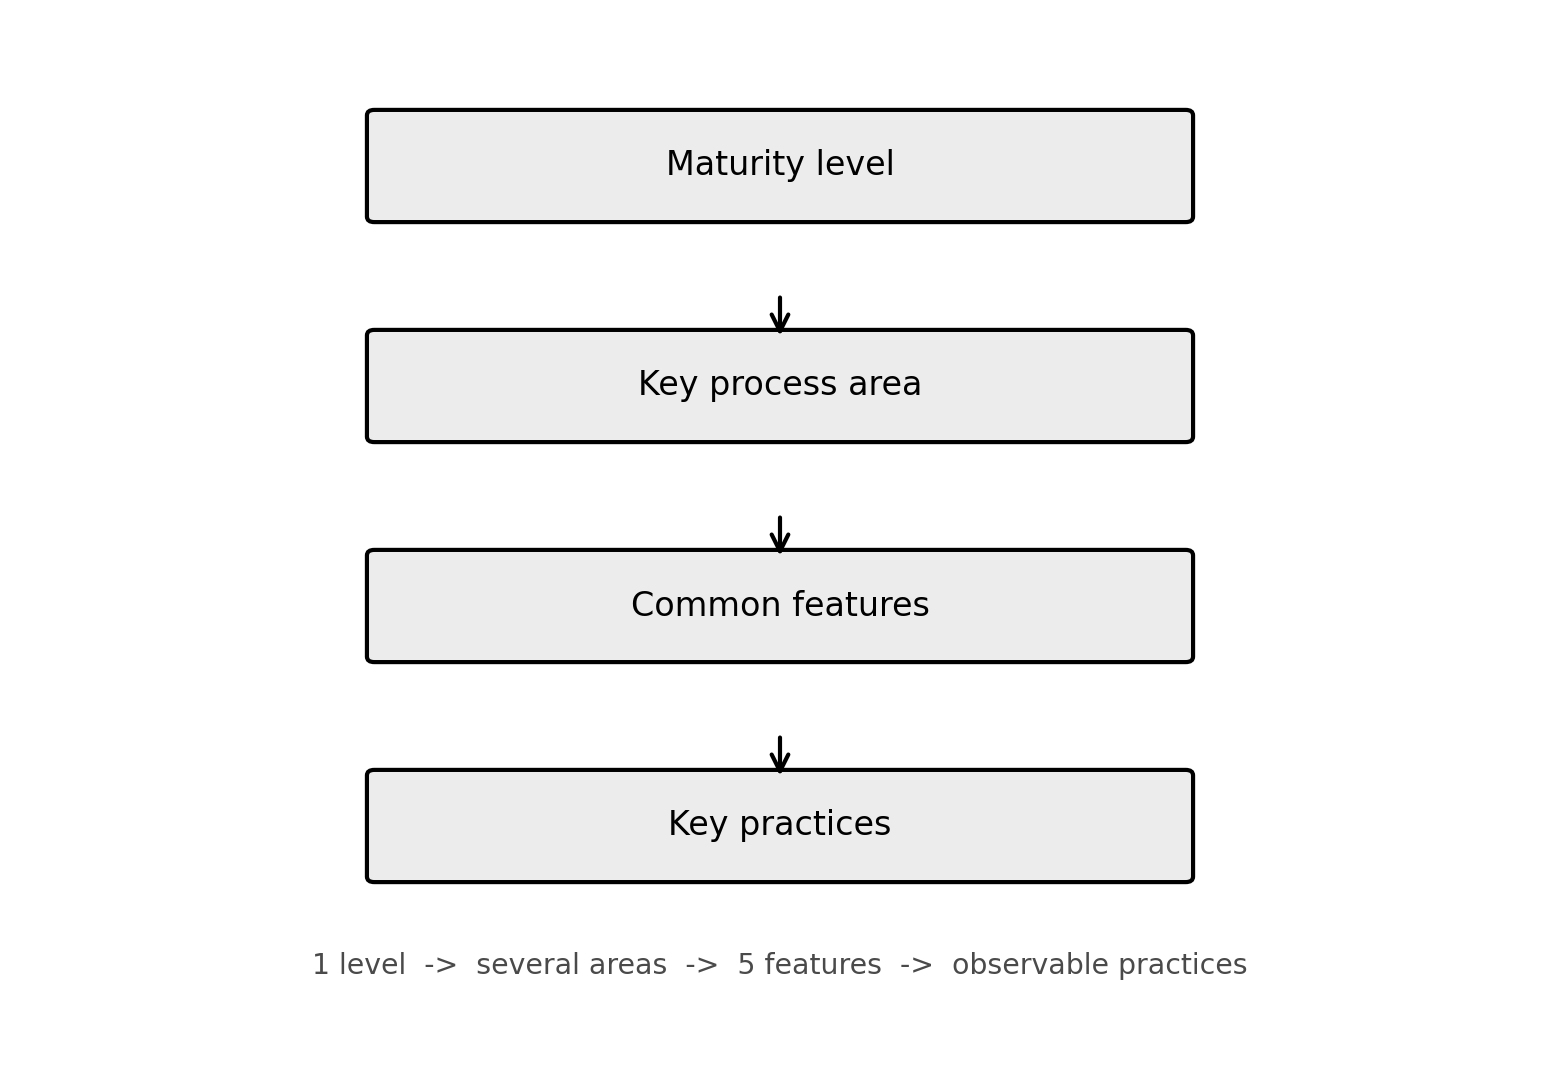 Maturity level
Key process area
Common features
Key practices
1 level -> several areas -> 5 features -> observable practices